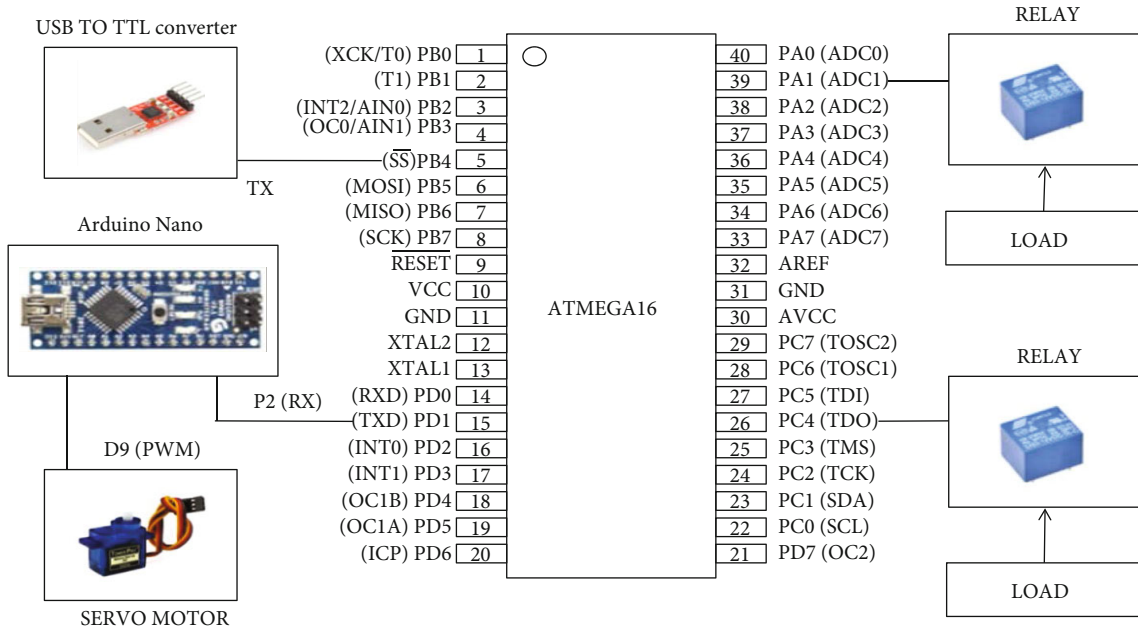 USB TO TTL converter
TX
Arduino Nano
P2 (RX)
D9 (PWM)
SERVO MOTOR
(XCK/T0) PB0 1
(T1) PB1 2
(INT2/AIN0) PB2 3
(OC0/AIN1) PB3 4
(S̅S̅)PB4 5
(MOSI) PB5 6
(MISO) PB6 7
(SCK) PB7 8
R̅E̅S̅E̅T̅ 9
VCC 10
GND 11
XTAL2 12
XTAL1 13
(RXD) PD0 14
(TXD) PD1 15
(INT0) PD2 16
(INT1) PD3 17
(OC1B) PD4 18
(OC1A) PD5 19
(ICP) PD6 20
ATMEGA16
40 PA0 (ADC0)
39 PA1 (ADC1)
38 PA2 (ADC2)
37 PA3 (ADC3)
36 PA4 (ADC4)
35 PA5 (ADC5)
34 PA6 (ADC6)
33 PA7 (ADC7)
32 AREF
31 GND
30 AVCC
29 PC7 (TOSC2)
28 PC6 (TOSC1)
27 PC5 (TDI)
26 PC4 (TDO)
25 PC3 (TMS)
24 PC2 (TCK)
23 PC1 (SDA)
22 PC0 (SCL)
21 PD7 (OC2)
RELAY
LOAD
RELAY
LOAD